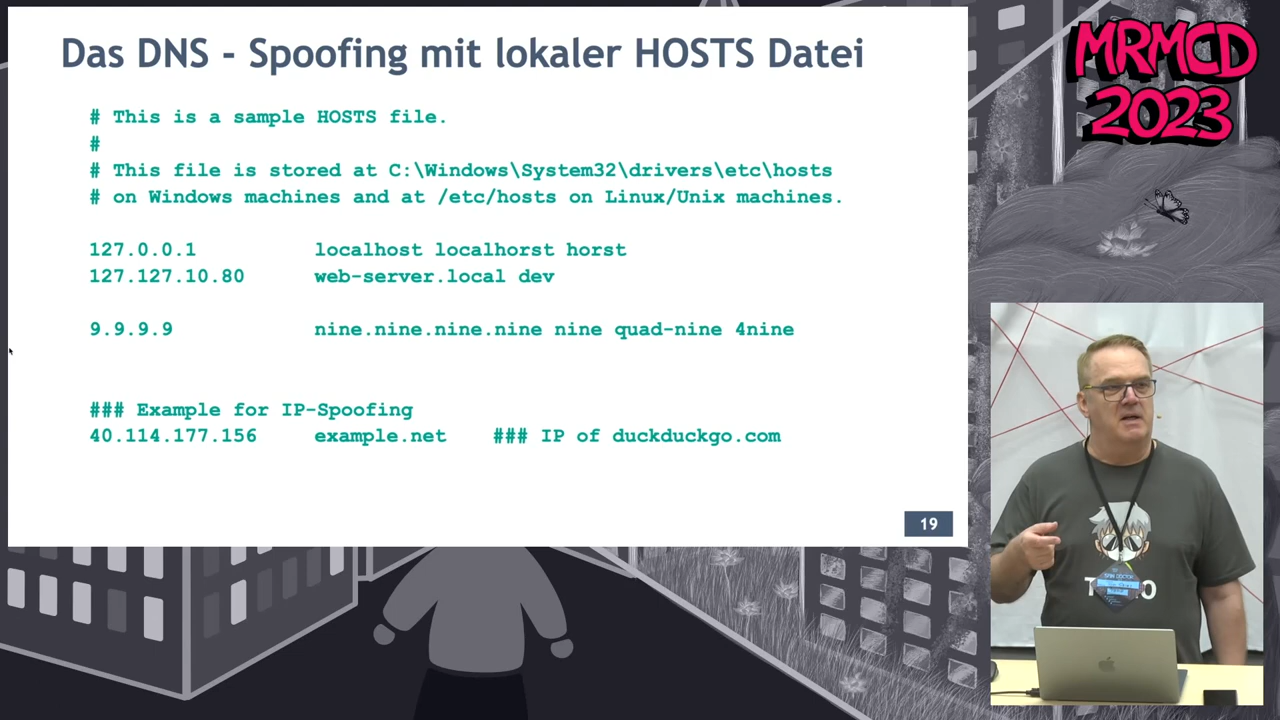 Das DNS - Spoofing mit lokaler HOSTS Datei
# This is a sample HOSTS file.
#
# This file is stored at C:\Windows\System32\drivers\etc\hosts
# on Windows machines and at /etc/hosts on Linux/Unix machines.
127.0.0.1 localhost localhorst horst
127.127.10.80 web-server.local dev
9.9.9.9 nine.nine.nine.nine nine quad-nine 4nine
### Example for IP-Spoofing
40.114.177.156 example.net ### IP of duckduckgo.com
19
MRMCD
2023